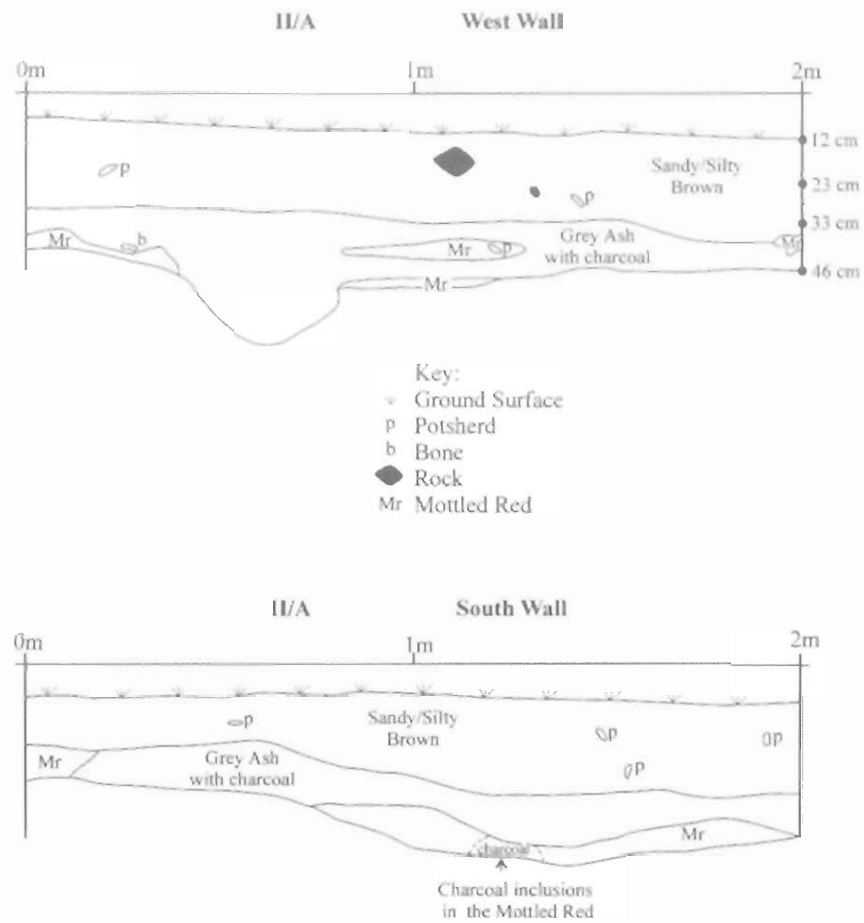 II/A West Wall
0m 1m 2m
12 cm
p
Sandy/Silty
Brown
23 cm
p
33 cm
Mr
b
Mr
p
Grey Ash
with charcoal
Mr
46 cm
Mr
Key:
Ground Surface
p Potsherd
b Bone
Rock
Mr Mottled Red
II/A South Wall
0m 1m 2m
p
Sandy/Silty
Brown
p
p
Mr
Grey Ash
with charcoal
p
Mr
charcoal
Charcoal inclusions
in the Mottled Red